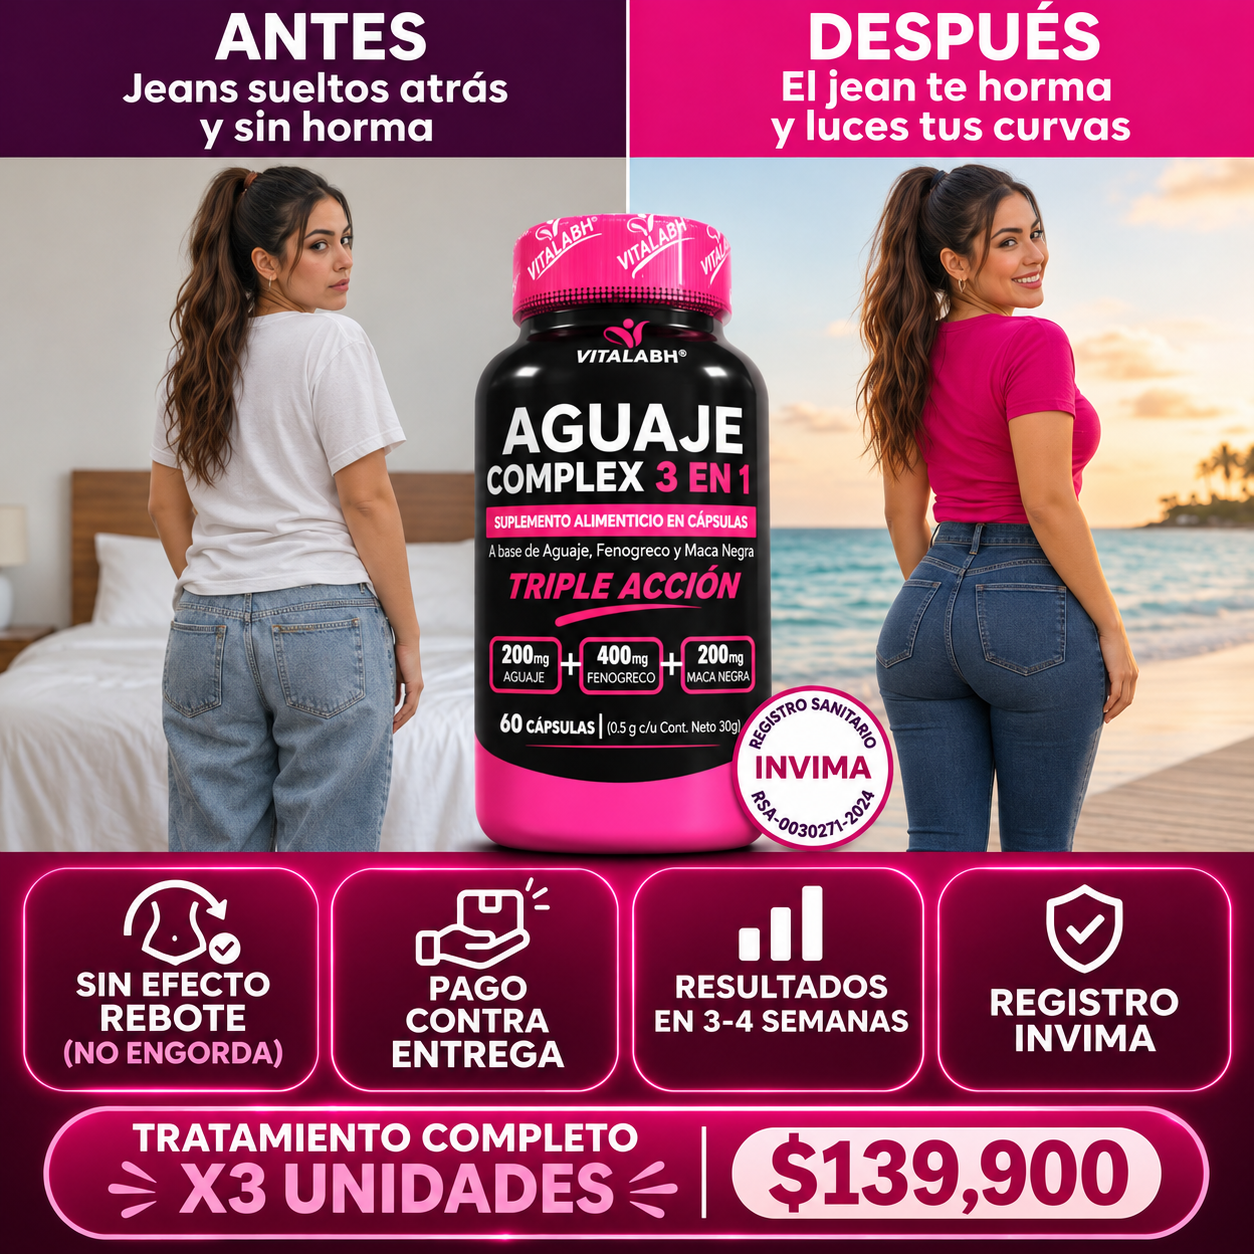 ANTES
Jeans sueltos atrás
y sin horma
DESPUÉS
El jean te horma
y luces tus curvas
VITALABH®
VITALABH®
VITALABH
VITALABH®
AGUAJE
COMPLEX 3 EN 1
SUPLEMENTO ALIMENTICIO EN CÁPSULAS
A base de Aguaje, Fenogreco y Maca Negra
TRIPLE ACCIÓN
200mg
AGUAJE
+
400mg
FENOGRECO
+
200mg
MACA NEGRA
60 CÁPSULAS | (0.5 g c/u Cont. Neto 30g)
REGISTRO SANITARIO
INVIMA
RSA-0030271-2024
SIN EFECTO
REBOTE
(NO ENGORDA)
PAGO
CONTRA
ENTREGA
RESULTADOS
EN 3-4 SEMANAS
REGISTRO
INVIMA
TRATAMIENTO COMPLETO
X3 UNIDADES
$139,900